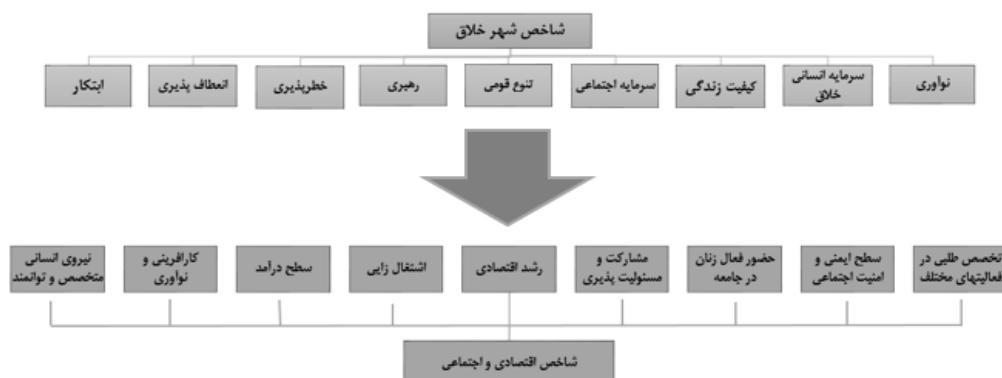 شاخص شهر خلاق
نوآوری
سرمایه انسانی
خلاق
کیفیت زندگی
سرمایه اجتماعی
تنوع قومی
رهبری
خطرپذیری
انعطاف پذیری
ابتکار
تخصص طلبی در
فعالیتهای مختلف
سطح ایمنی و
امنیت اجتماعی
حضور فعال زنان
در جامعه
مشارکت و
مسئولیت پذیری
رشد اقتصادی
اشتغال زایی
سطح درآمد
کارافرینی و
نوآوری
نیروی انسانی
متخصص و توانمند
شاخص اقتصادی و اجتماعی